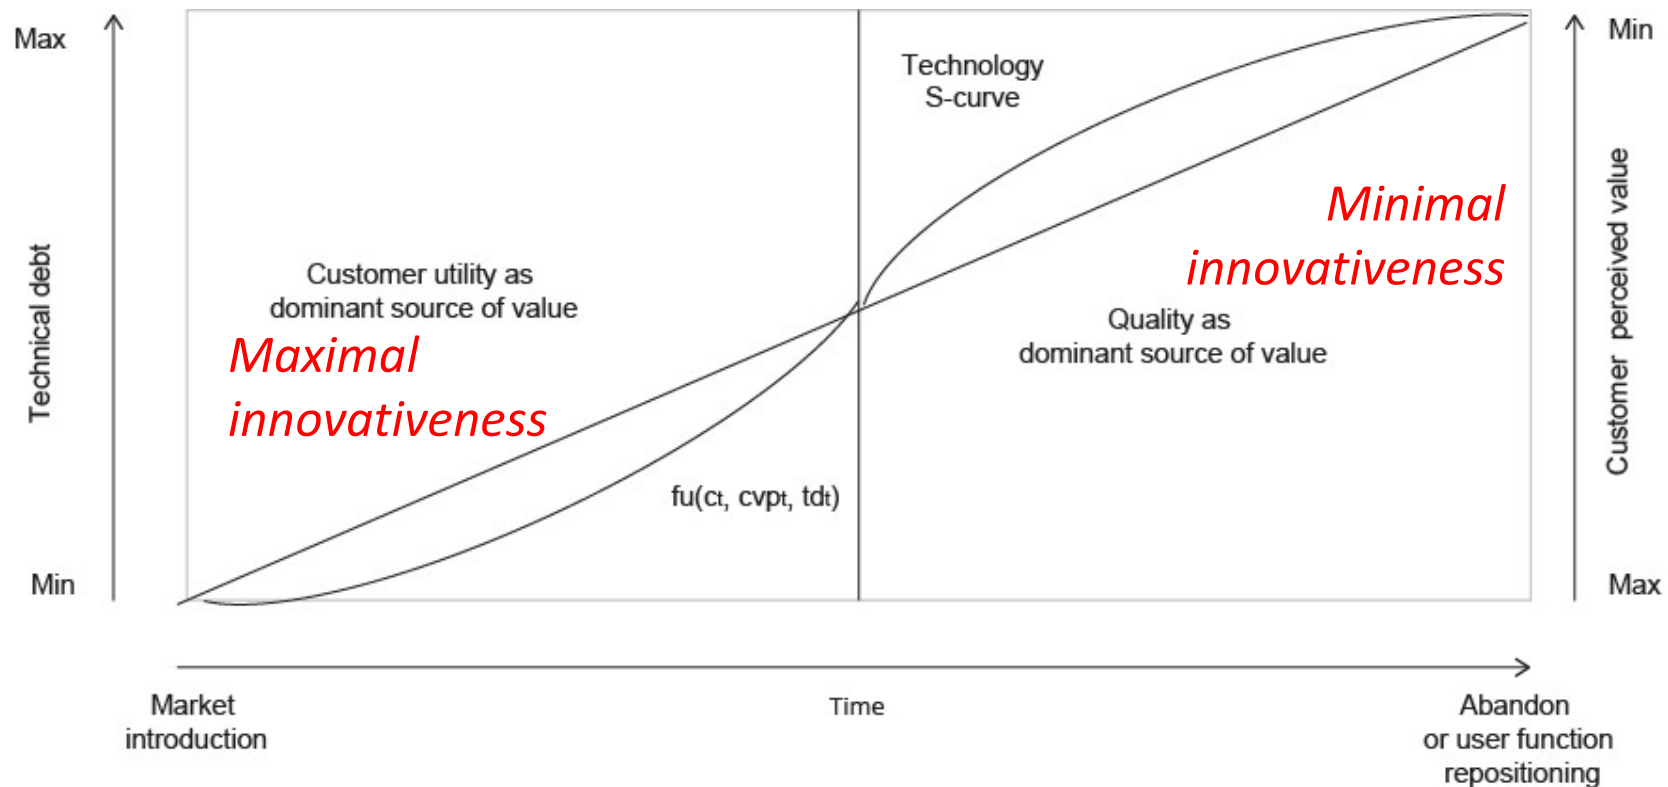 Max
Min
Technology
S-curve
Minimal
innovativeness
Customer utility as
dominant source of value
Maximal
innovativeness
Quality as
dominant source of value
Technical debt
Customer perceived value
fu(ct, cvpt, tdt)
Min
Max
Market
introduction
Time
Abandon
or user function
repositioning